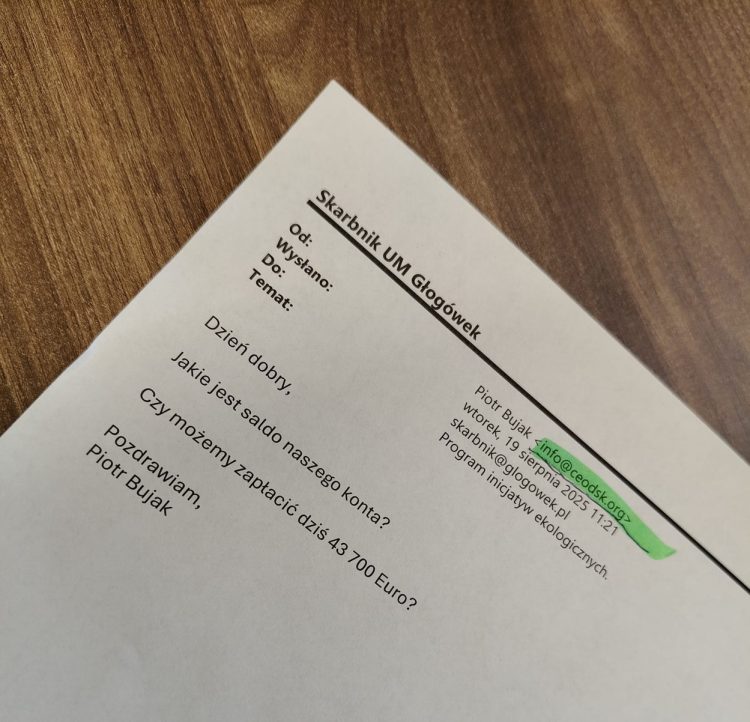 Skarbnik UM Głogówek
Od: Piotr Bujak <info@ceodsk.org>
Wysłano: wtorek, 19 sierpnia 2025 11:21
Do: skarbnik@glogowek.pl
Temat: Program inicjatyw ekologicznych.
Dzień dobry,
Jakie jest saldo naszego konta?
Czy możemy zapłacić dziś 43 700 Euro?
Pozdrawiam,
Piotr Bujak